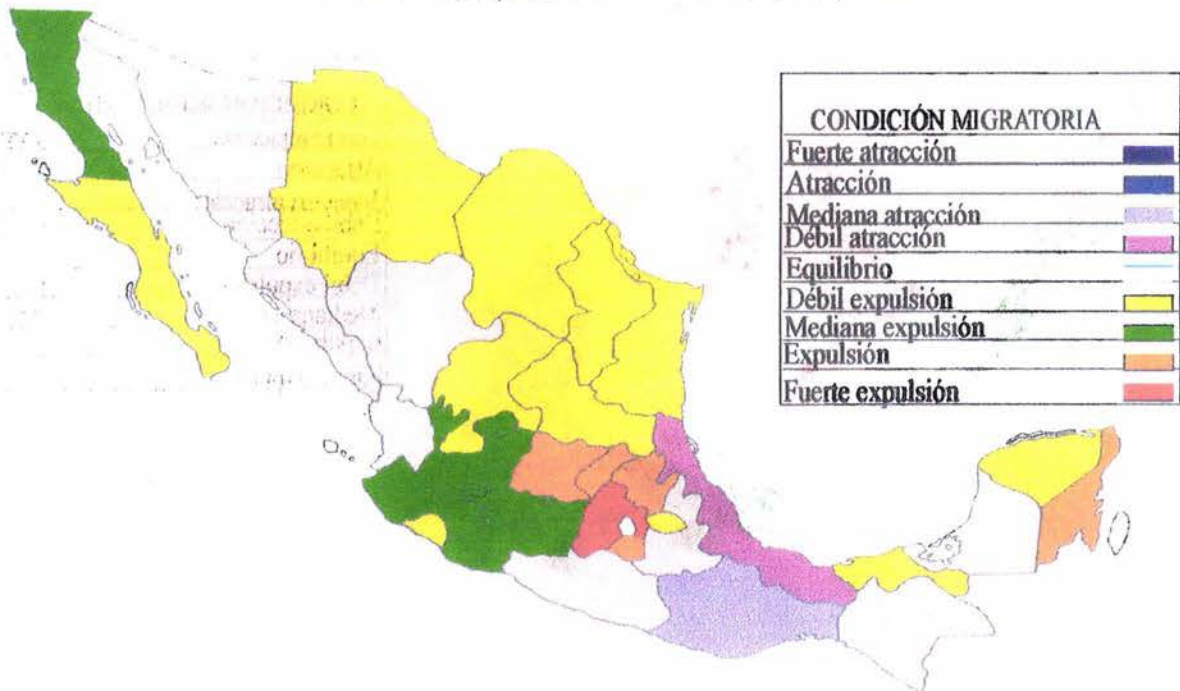 CONDICIÓN MIGRATORIA
Fuerte atracción
Atracción
Mediana atracción
Débil atracción
Equilibrio
Débil expulsión
Mediana expulsión
Expulsión
Fuerte expulsión